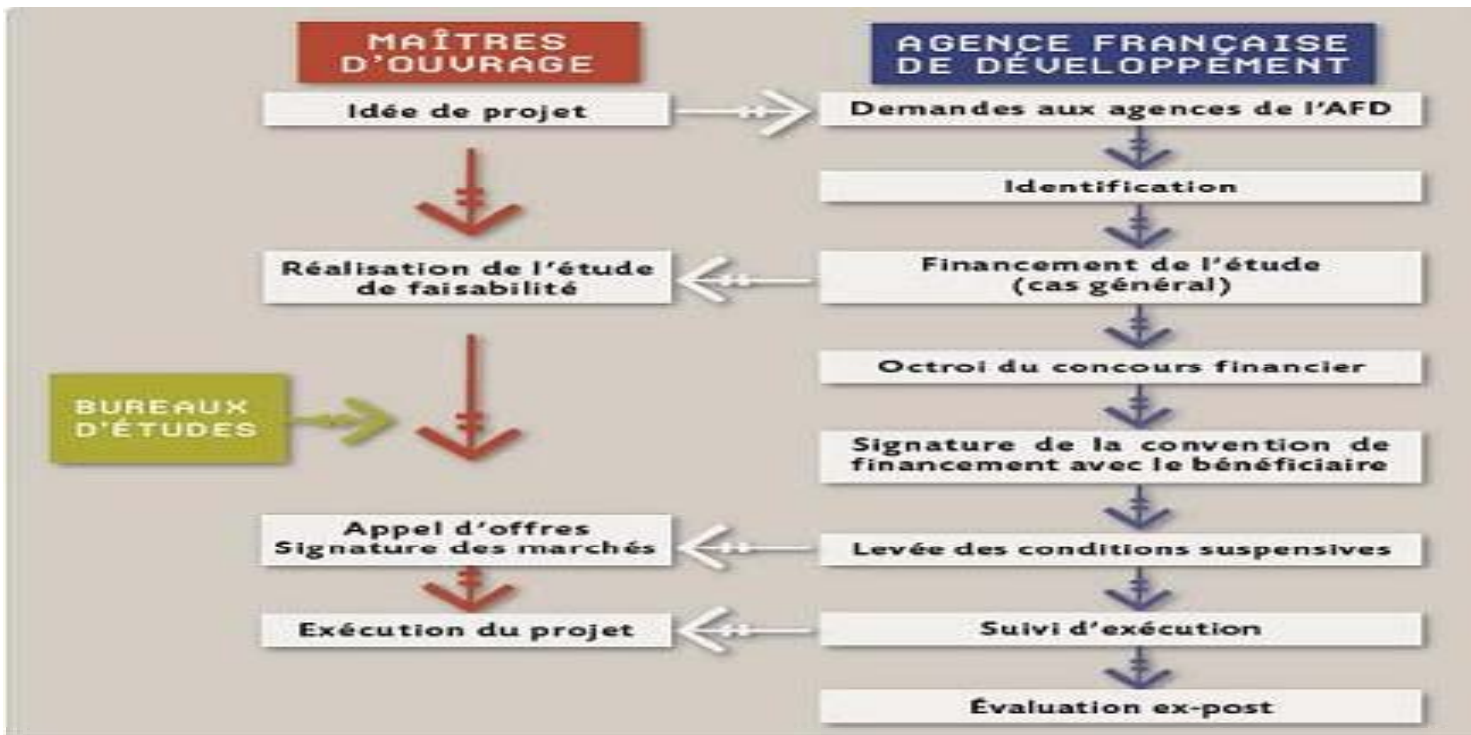 MAÎTRES
D'OUVRAGE
AGENCE FRANÇAISE
DE DÉVELOPPEMENT
Idée de projet
Demandes aux agences de l'AFD
Identification
Réalisation de l'étude
de faisabilité
Financement de l'étude
(cas général)
Octroi du concours financier
BUREAUX
D'ÉTUDES
Signature de la convention de
financement avec le bénéficiaire
Appel d'offres
Signature des marchés
Levée des conditions suspensives
Exécution du projet
Suivi d'exécution
Évaluation ex-post